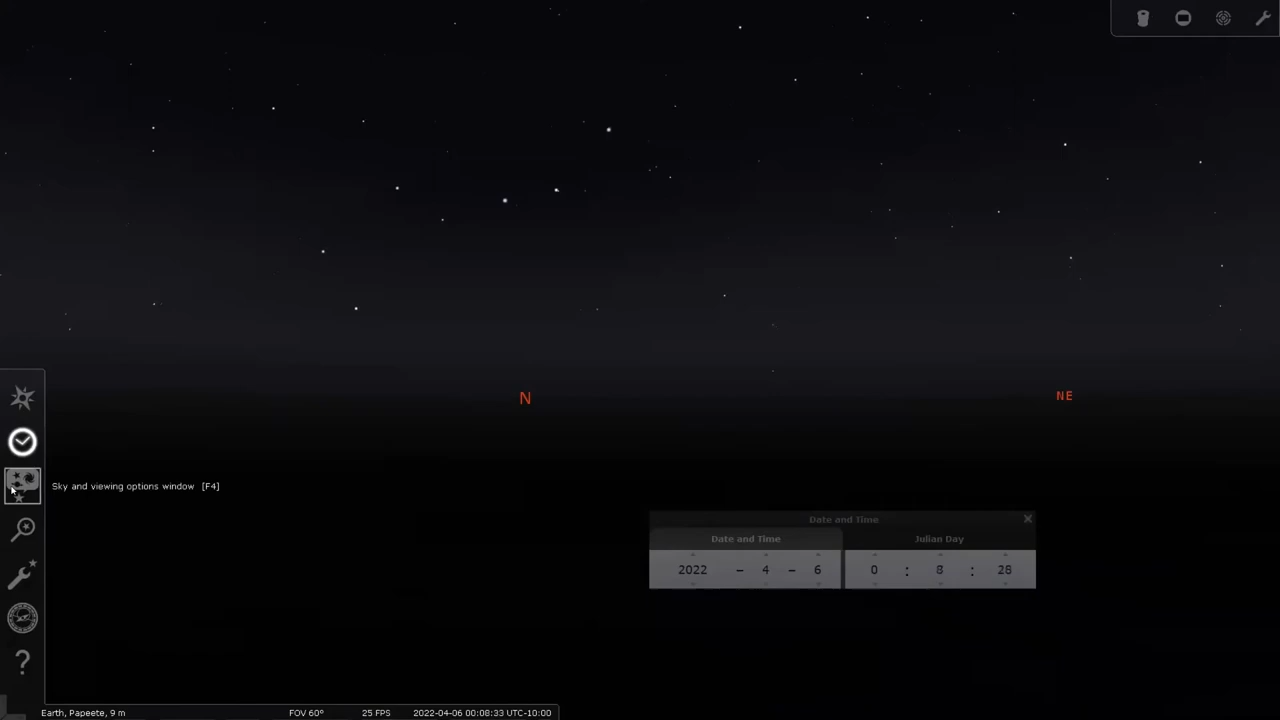 N
NE
Sky and viewing options window [F4]
Date and Time
Date and Time
Julian Day
2022 - 4 - 6
0 : 8 : 28
Earth, Papeete, 9 m
FOV 60°
25 FPS
2022-04-06 00:08:33 UTC-10:00